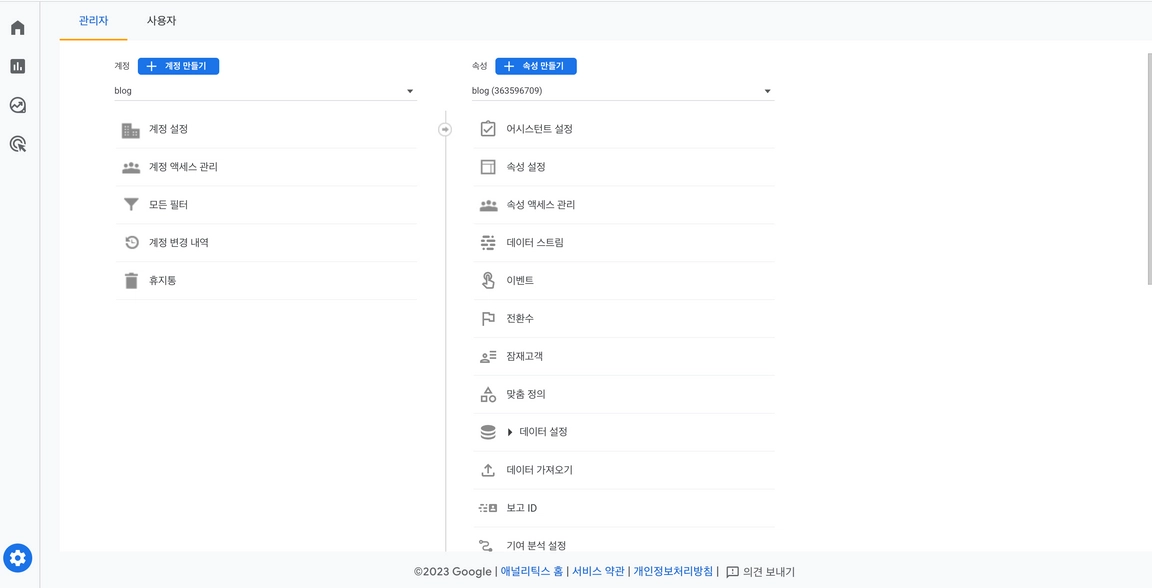 관리자 사용자
계정 계정 만들기
blog
계정 설정
계정 액세스 관리
모든 필터
계정 변경 내역
휴지통
속성 속성 만들기
blog (363596709)
어시스턴트 설정
속성 설정
속성 액세스 관리
데이터 스트림
이벤트
전환수
잠재고객
맞춤 정의
데이터 설정
데이터 가져오기
보고 ID
기여 분석 설정
©2023 Google | 애널리틱스 홈 | 서비스 약관 | 개인정보처리방침 | 의견 보내기